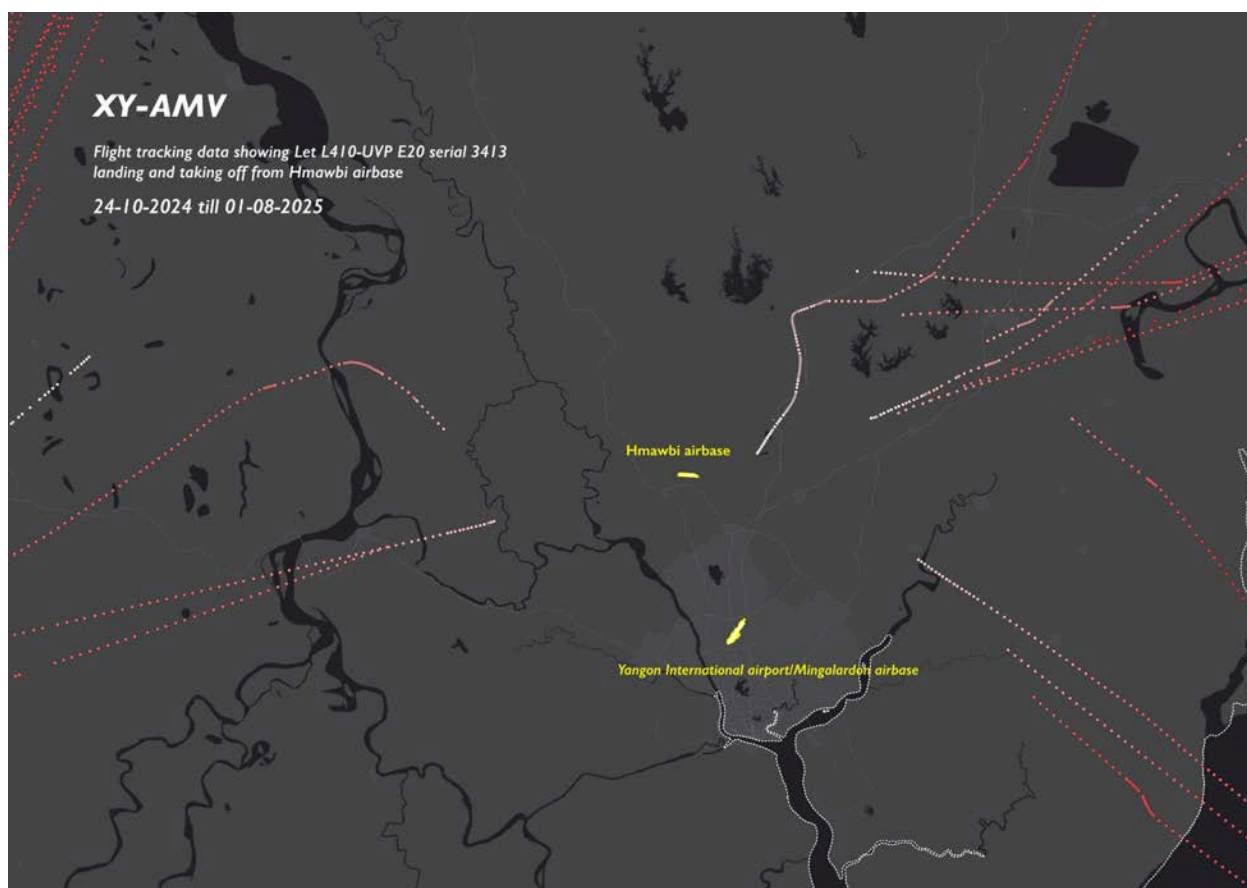 XY-AMV
Flight tracking data showing Let L410-UVP E20 serial 3413
landing and taking off from Hmawbi airbase
24-10-2024 till 01-08-2025
Hmawbi airbase
Yangon International airport/Mingalardon airbase